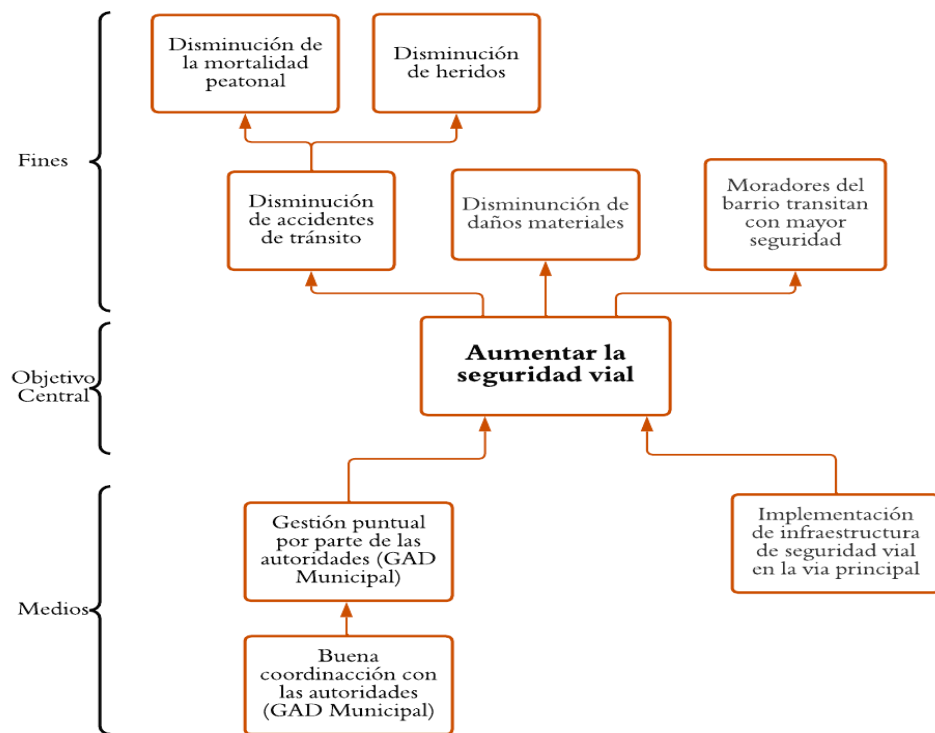 Disminución de
la mortalidad
peatonal
Disminución
de heridos
Fines
Disminución
de accidentes
de tránsito
Disminunción de
daños materiales
Moradores del
barrio transitan
con mayor
seguridad
Objetivo
Central
Aumentar la
seguridad vial
Medios
Gestión puntual
por parte de las
autoridades (GAD
Municipal)
Implementación
de infraestructura
de seguridad vial
en la via principal
Buena
coordinacción con
las autoridades
(GAD Municipal)